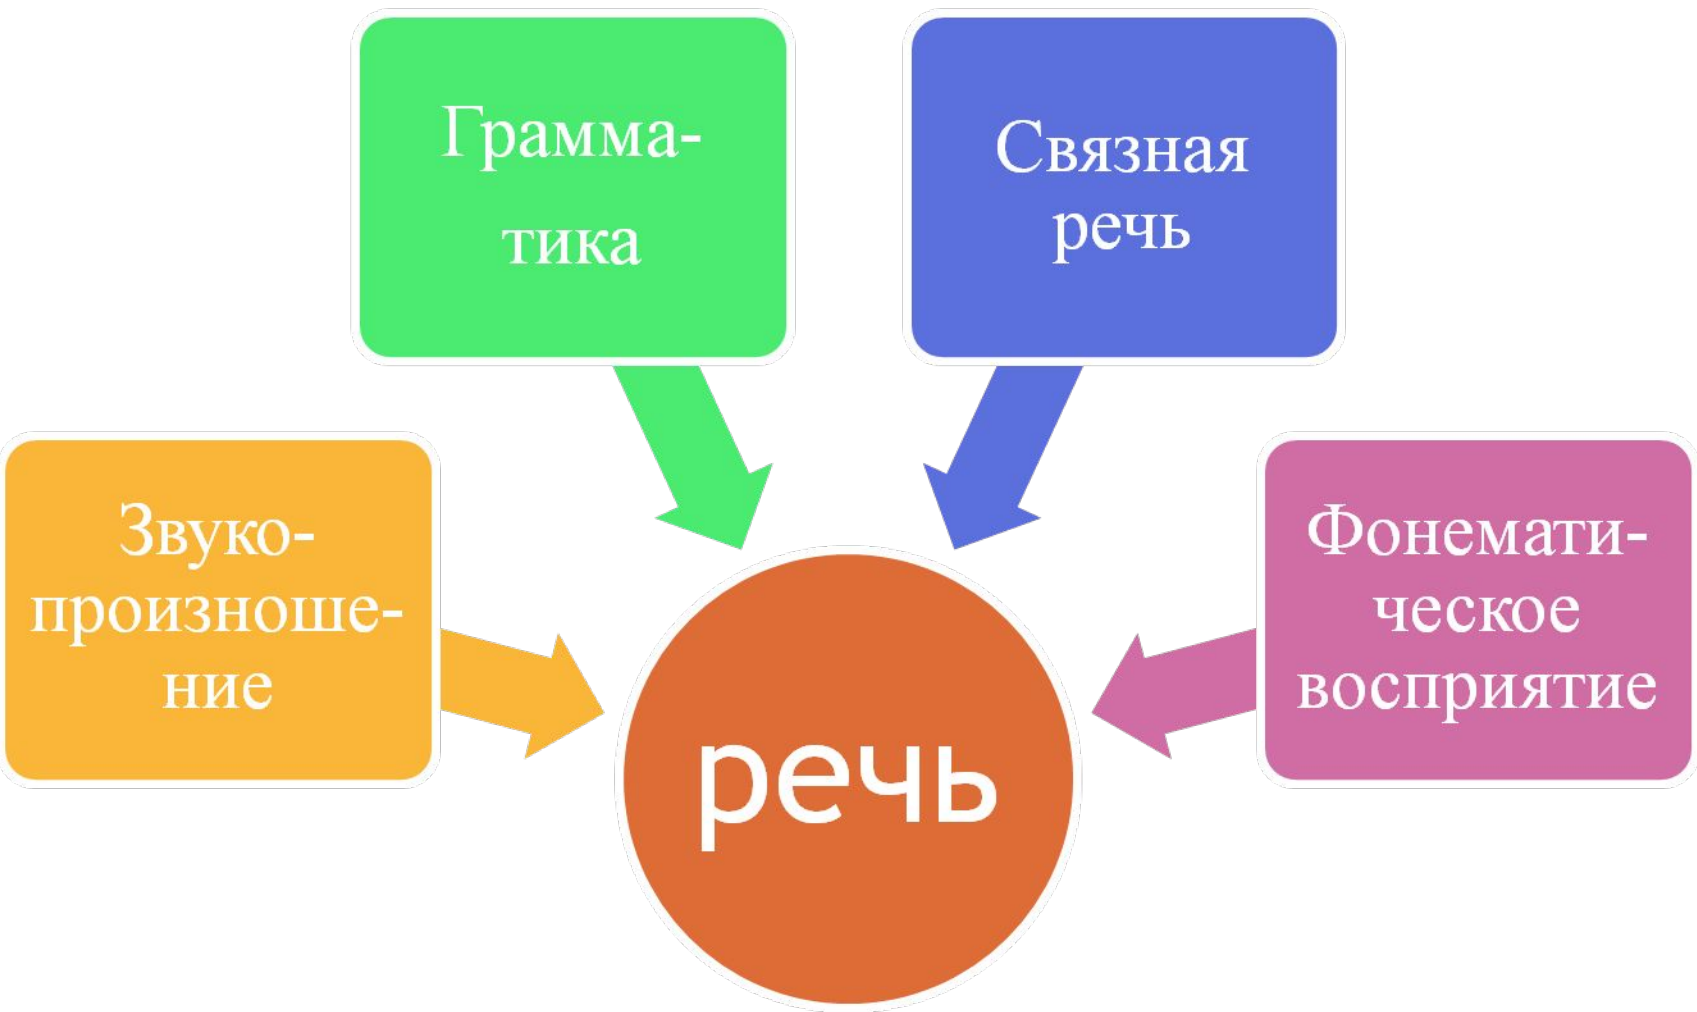 Грамма-
тика
Связная
речь
Звуко-
произноше-
ние
Фонемати-
ческое
восприятие
речь